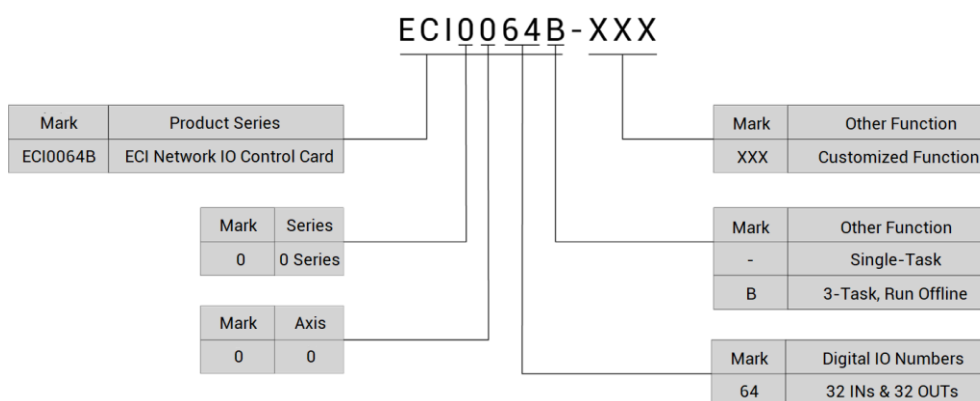 ECI0064B-XXX
Mark Product Series
ECI0064B ECI Network IO Control Card
Mark Other Function
XXX Customized Function
Mark Series
0 0 Series
Mark Other Function
- Single-Task
B 3-Task, Run Offline
Mark Axis
0 0
Mark Digital IO Numbers
64 32 INs & 32 OUTs